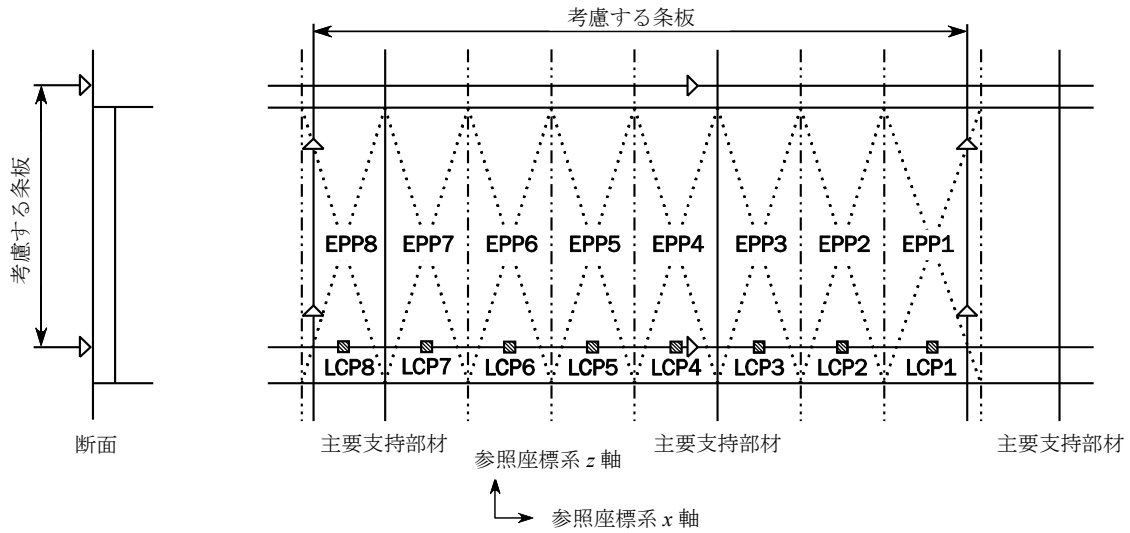 考慮する条板
考慮する条板
EPP8 EPP7 EPP6 EPP5 EPP4 EPP3 EPP2 EPP1
LCP8 LCP7 LCP6 LCP5 LCP4 LCP3 LCP2 LCP1
断面 主要支持部材 主要支持部材 主要支持部材
参照座標系 z 軸
参照座標系 x 軸